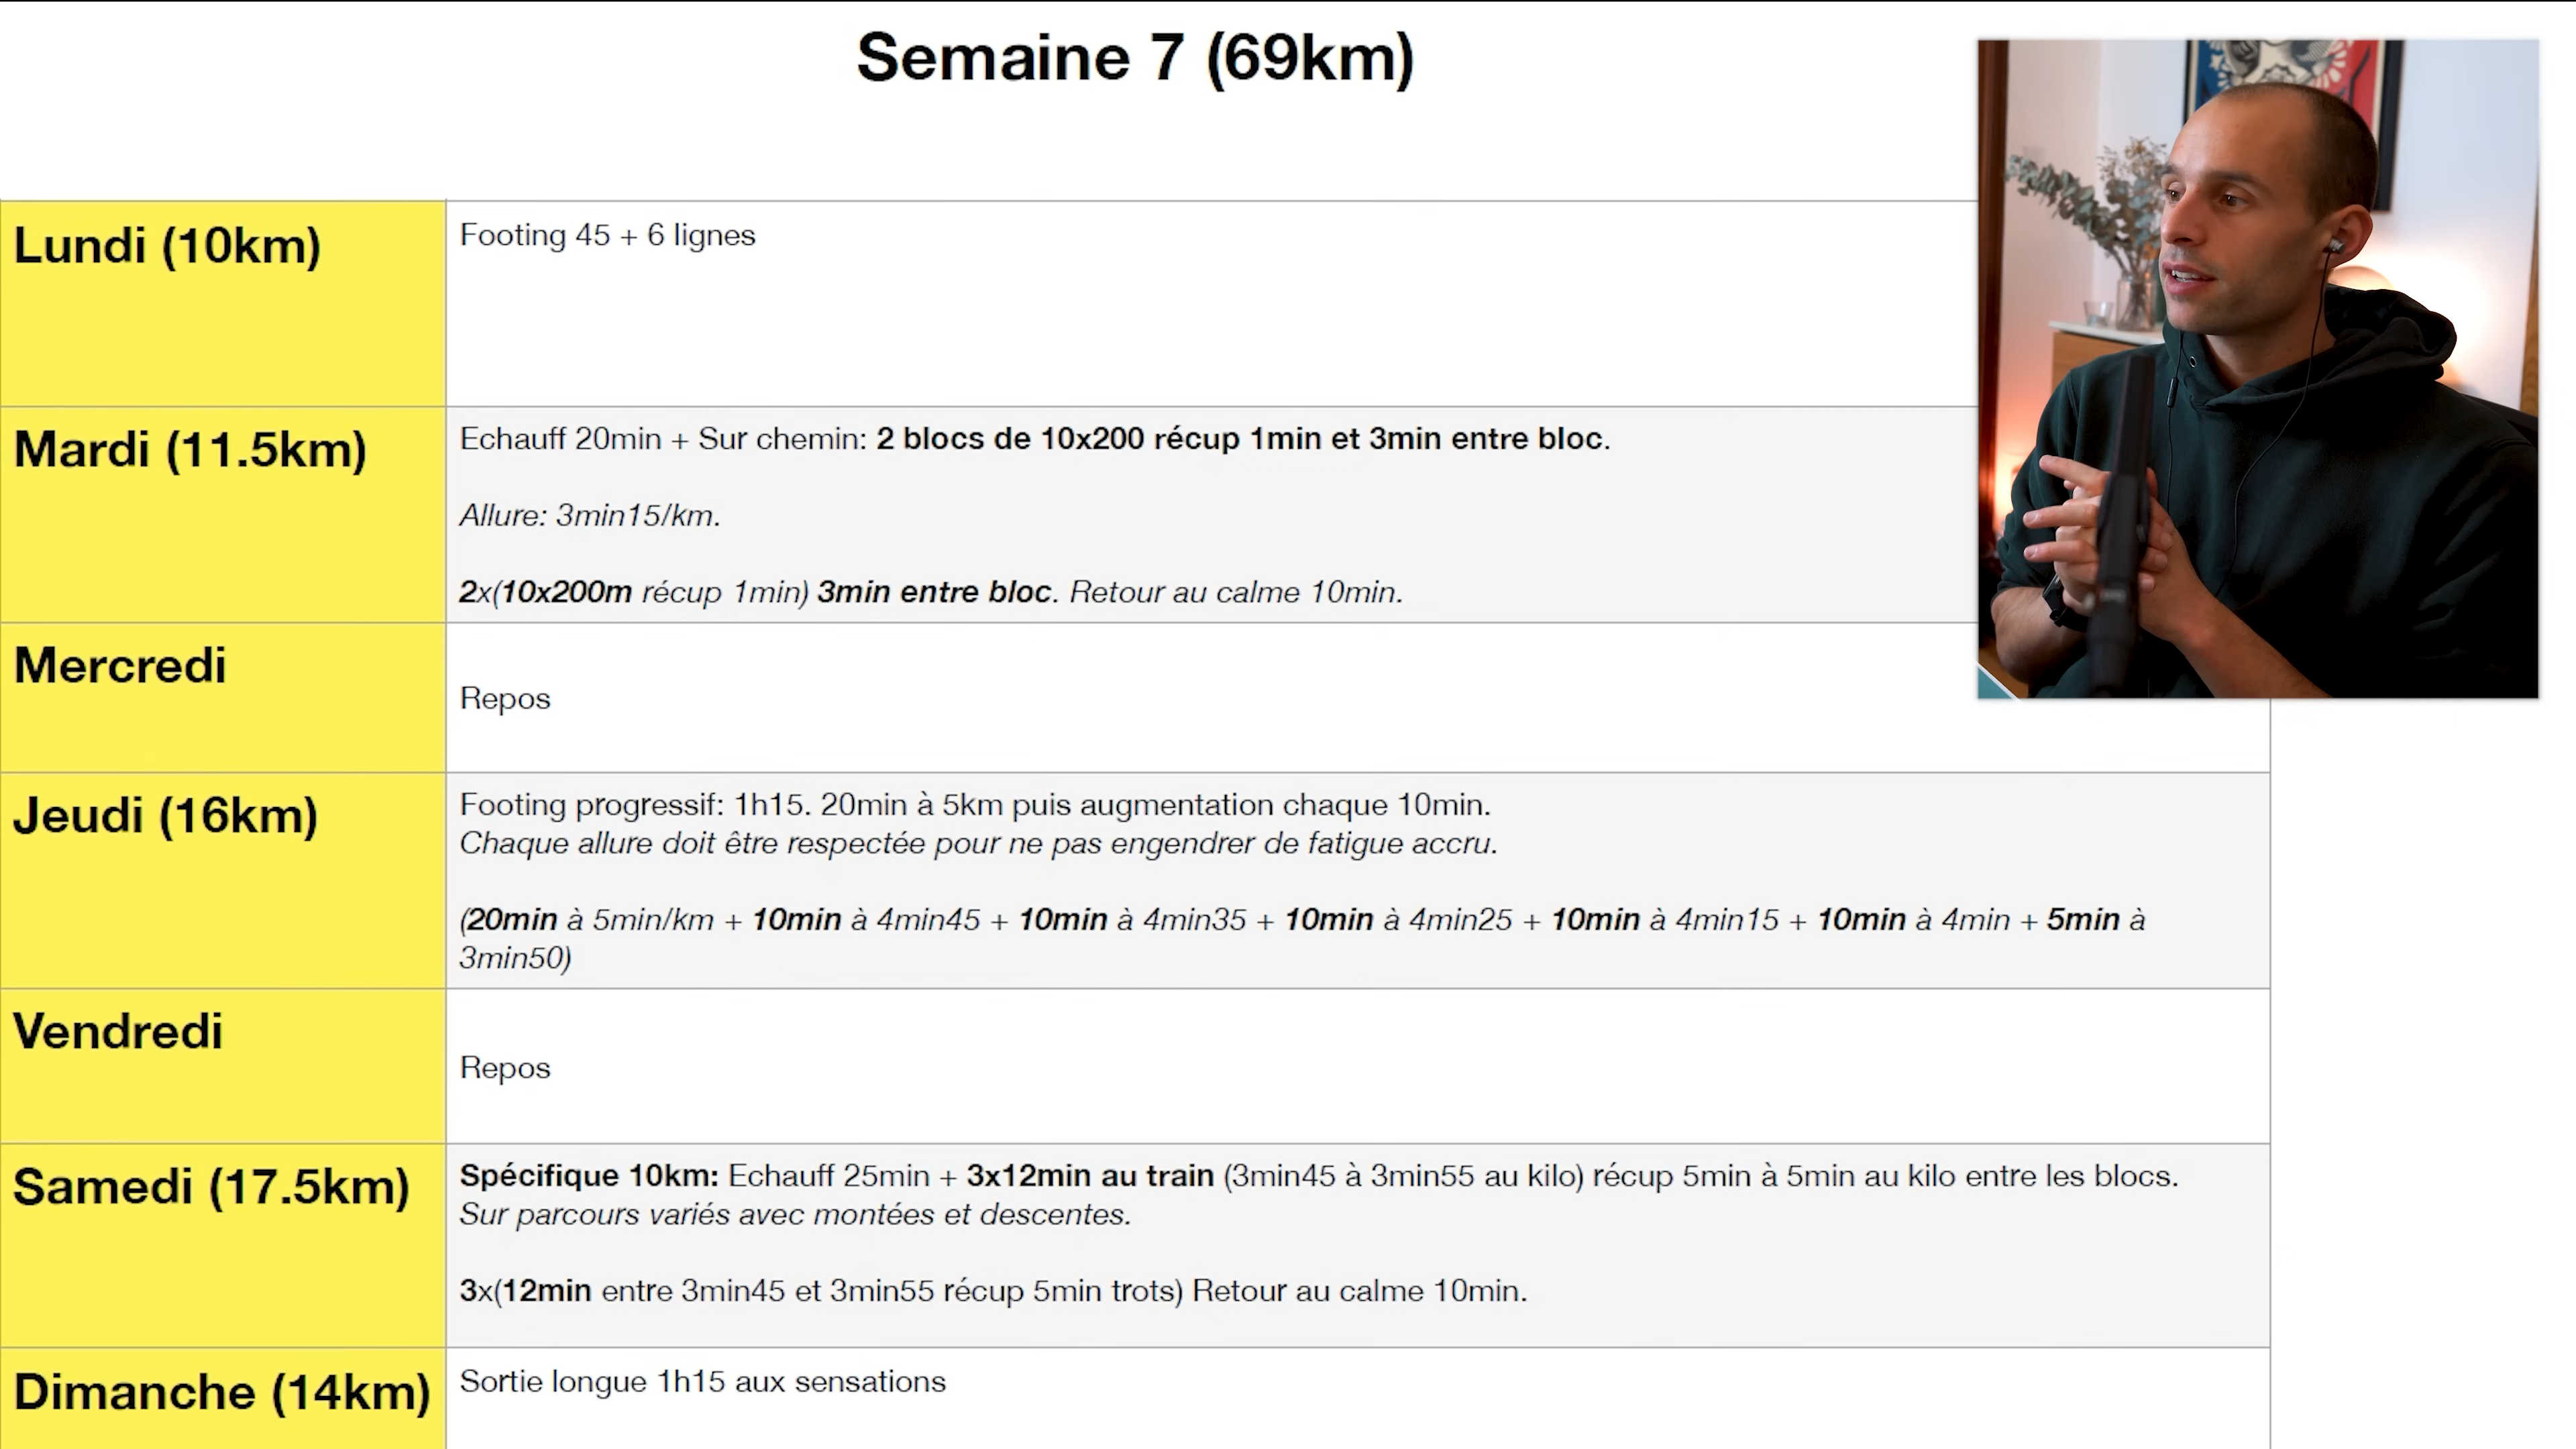 Semaine 7 (69km)
Lundi (10km)
Footing 45 + 6 lignes
Mardi (11.5km)
Echauff 20min + Sur chemin: 2 blocs de 10x200 récup 1min et 3min entre bloc.
Allure: 3min15/km.
2x(10x200m récup 1min) 3min entre bloc. Retour au calme 10min.
Mercredi
Repos
Jeudi (16km)
Footing progressif: 1h15. 20min à 5km puis augmentation chaque 10min.
Chaque allure doit être respectée pour ne pas engendrer de fatigue accru.
(20min à 5min/km + 10min à 4min45 + 10min à 4min35 + 10min à 4min25 + 10min à 4min15 + 10min à 4min + 5min à
3min50)
Vendredi
Repos
Samedi (17.5km)
Spécifique 10km: Echauff 25min + 3x12min au train (3min45 à 3min55 au kilo) récup 5min à 5min au kilo entre les blocs.
Sur parcours variés avec montées et descentes.
3x(12min entre 3min45 et 3min55 récup 5min trots) Retour au calme 10min.
Dimanche (14km)
Sortie longue 1h15 aux sensations